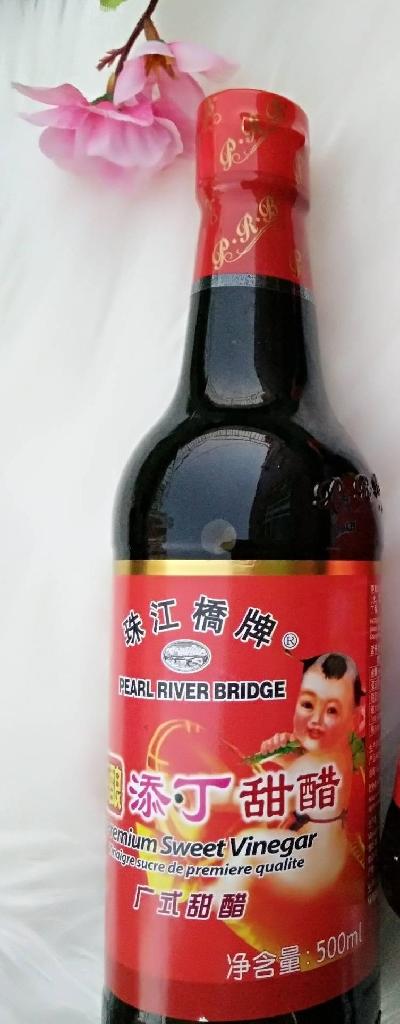 P·R·B
P·R·B
珠江橋牌®
PEARL RIVER BRIDGE
添·丁甜醋
Premium Sweet Vinegar
Vinaigre sucre de premiere qualite
广式甜醋
净含量:500ml